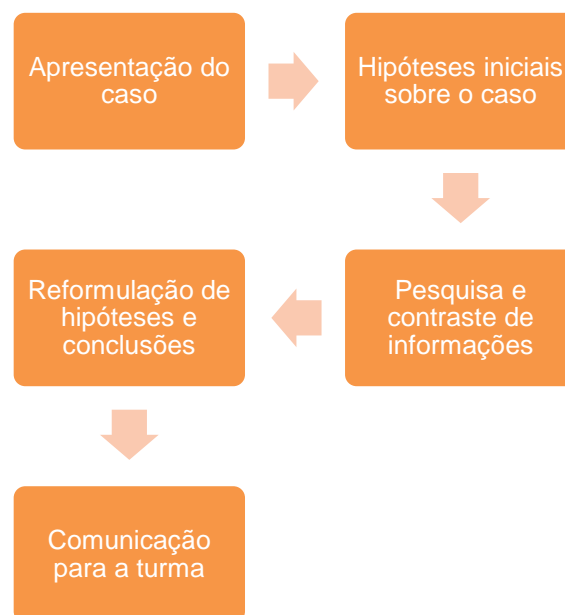 Apresentação do
caso
Hipóteses iniciais
sobre o caso
Pesquisa e
contraste de
informações
Reformulação de
hipóteses e
conclusões
Comunicação
para a turma